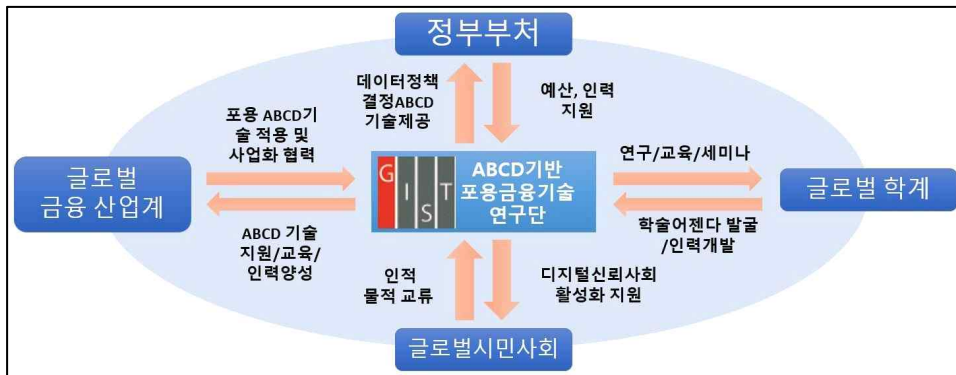 정부부처
데이터정책
결정ABCD
기술제공
예산, 인력
지원
포용 ABCD기
술 적용 및
사업화 협력
글로벌
금융 산업계
ABCD 기술
지원/교육/
인력양성
GIST
ABCD기반
포용금융기술
연구단
연구/교육/세미나
글로벌 학계
학술어젠다 발굴
/인력개발
인적
물적 교류
디지털신뢰사회
활성화 지원
글로벌시민사회